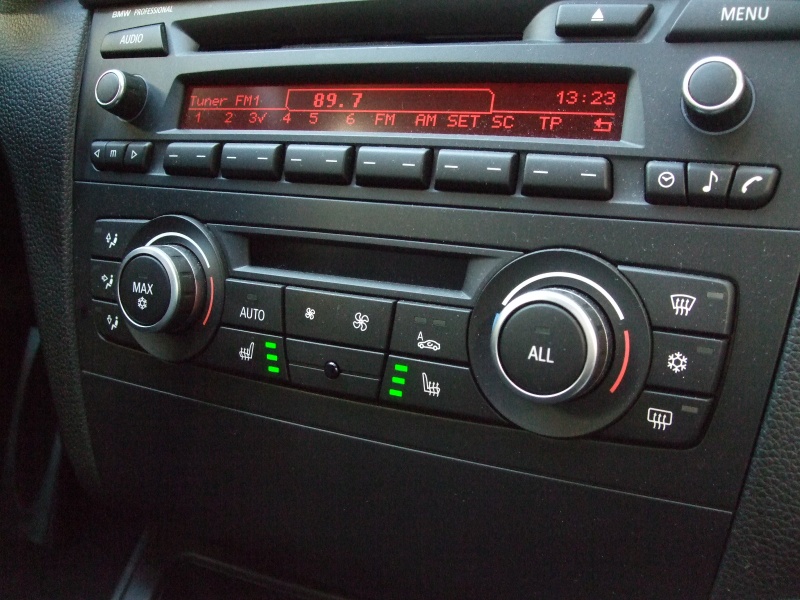 BMW PROFESSIONAL
MENU
AUDIO
Tuner FM1 89.7 13:23
1 2 3✓ 4 5 6 FM AM SET SC TP
m
MAX
AUTO
A
ALL